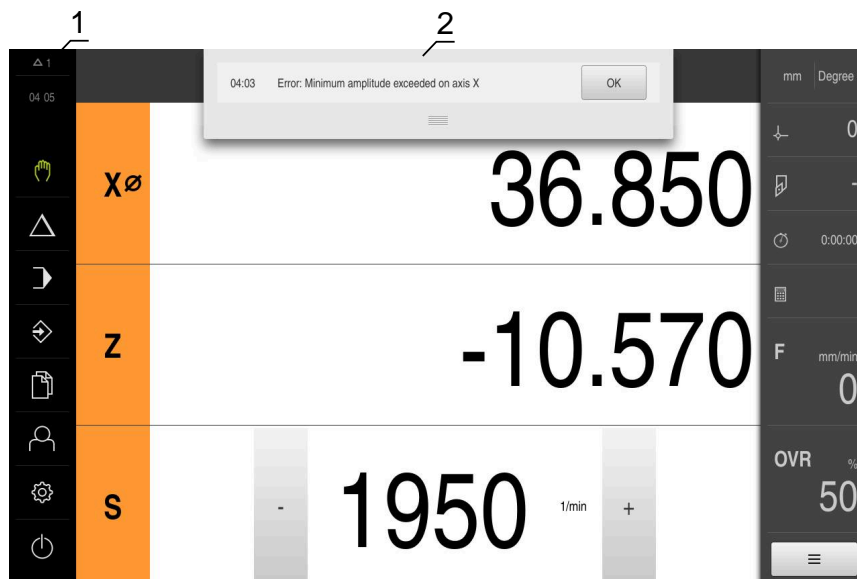 1
2
1
04 05
04:03 Error: Minimum amplitude exceeded on axis X OK
mm Degree
0
X⌀ 36.850
-
0:00:00
Z -10.570
F mm/min
0
OVR %
50
S - 1950 1/min +